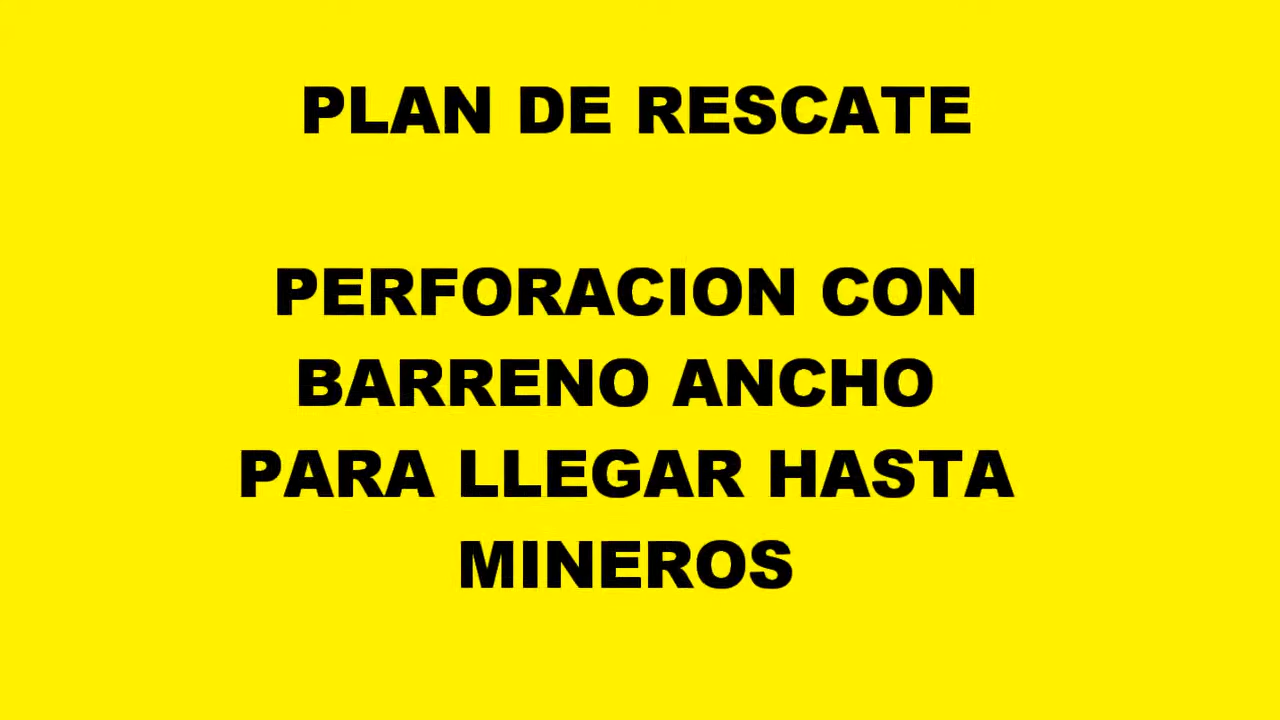 PLAN DE RESCATE
PERFORACION CON
BARRENO ANCHO
PARA LLEGAR HASTA
MINEROS